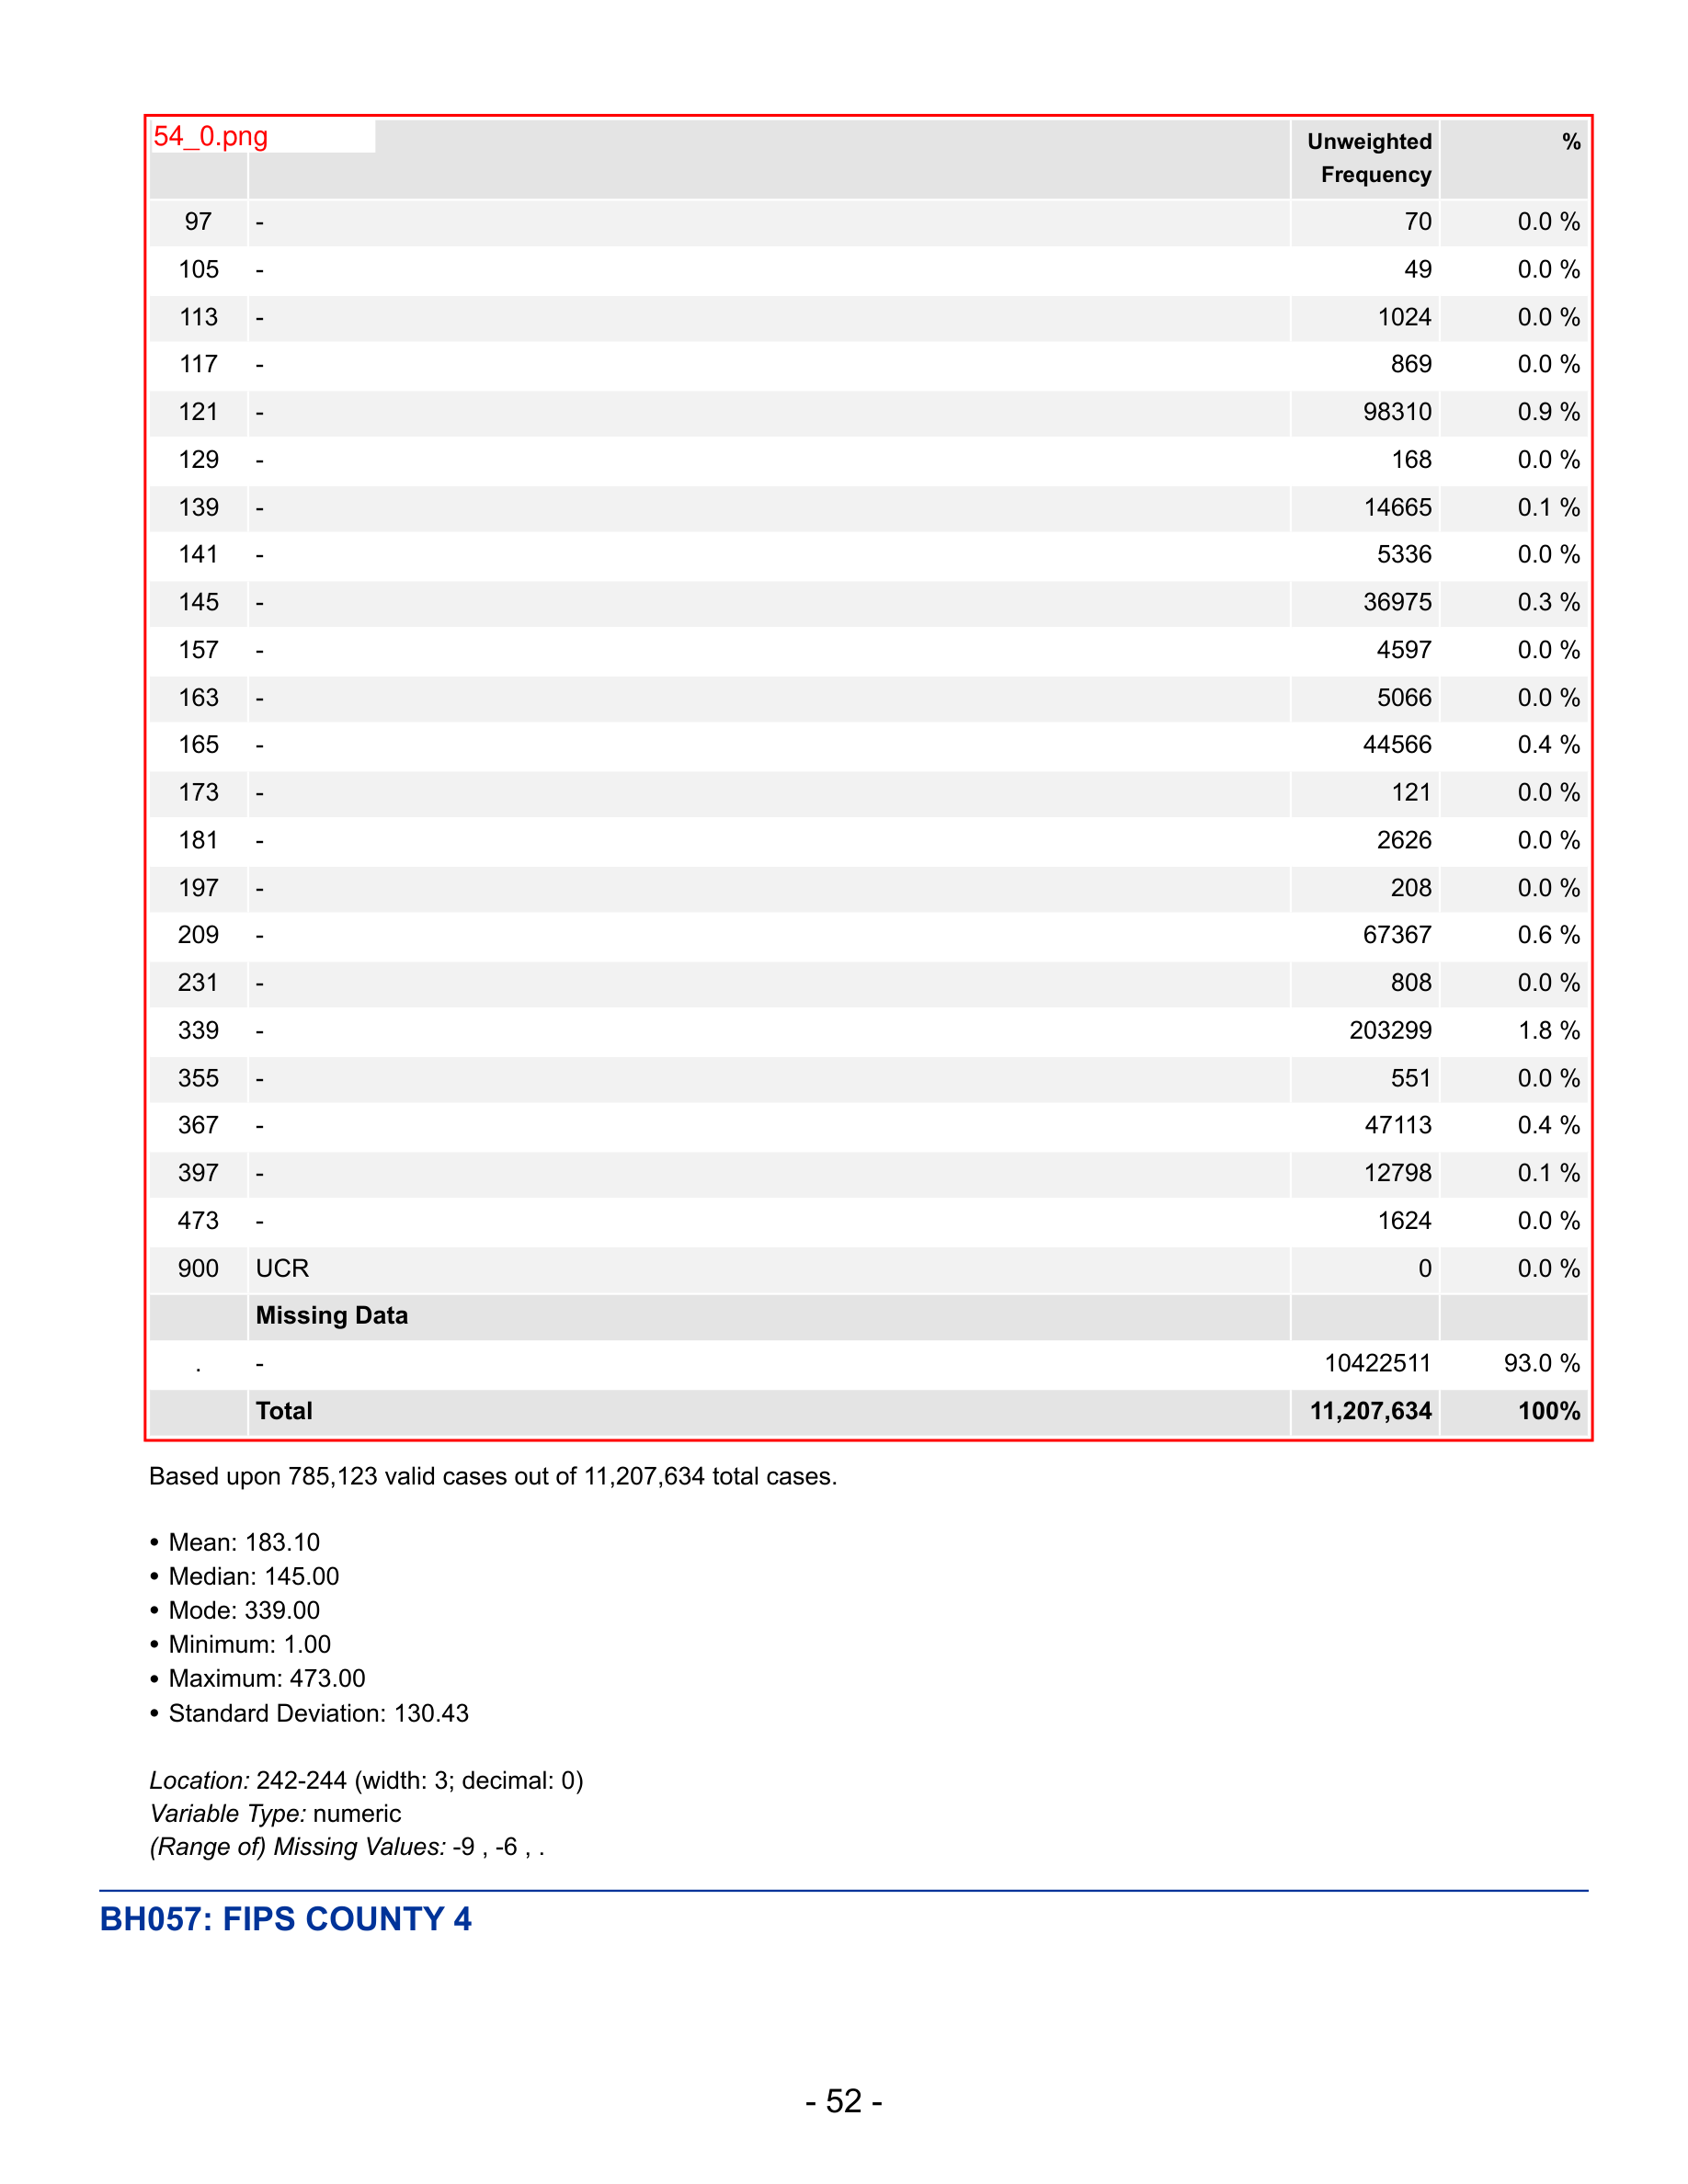 54_0.png
Unweighted %
Frequency
97 - 70 0.0 %
105 - 49 0.0 %
113 - 1024 0.0 %
117 - 869 0.0 %
121 - 98310 0.9 %
129 - 168 0.0 %
139 - 14665 0.1 %
141 - 5336 0.0 %
145 - 36975 0.3 %
157 - 4597 0.0 %
163 - 5066 0.0 %
165 - 44566 0.4 %
173 - 121 0.0 %
181 - 2626 0.0 %
197 - 208 0.0 %
209 - 67367 0.6 %
231 - 808 0.0 %
339 - 203299 1.8 %
355 - 551 0.0 %
367 - 47113 0.4 %
397 - 12798 0.1 %
473 - 1624 0.0 %
900 UCR 0 0.0 %
Missing Data
. - 10422511 93.0 %
Total 11,207,634 100%
Based upon 785,123 valid cases out of 11,207,634 total cases.
• Mean: 183.10
• Median: 145.00
• Mode: 339.00
• Minimum: 1.00
• Maximum: 473.00
• Standard Deviation: 130.43
Location: 242-244 (width: 3; decimal: 0)
Variable Type: numeric
(Range of) Missing Values: -9 , -6 , .
BH057: FIPS COUNTY 4
- 52 -